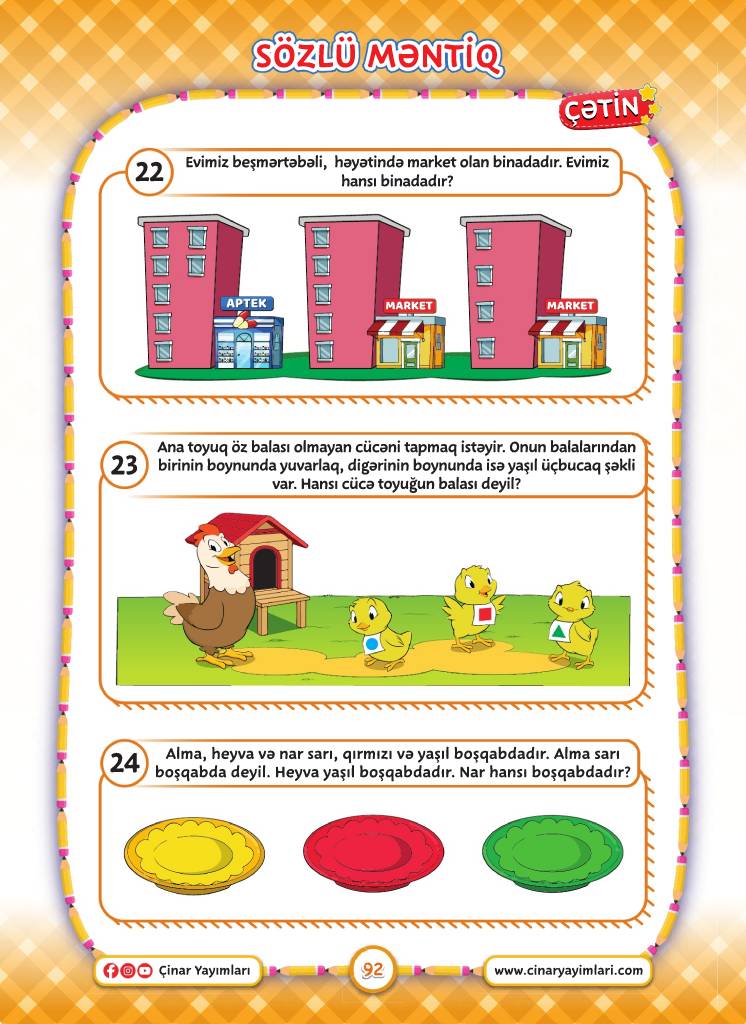 SÖZLÜ MƏNTİQ
ÇƏTİN
22
Evimiz beşmərtəbəli, həyətində market olan binadadır. Evimiz
hansı binadadır?
APTEK
MARKET
MARKET
23
Ana toyuq öz balası olmayan cücəni tapmaq istəyir. Onun balalarından
birinin boynunda yuvarlaq, digərinin boynunda isə yaşıl üçbucaq şəkli
var. Hansı cücə toyuğun balası deyil?
24
Alma, heyva və nar sarı, qırmızı və yaşıl boşqabdadır. Alma sarı
boşqabda deyil. Heyva yaşıl boşqabdadır. Nar hansı boşqabdadır?
Çinar Yayımları
92
www.cinaryayimlari.com